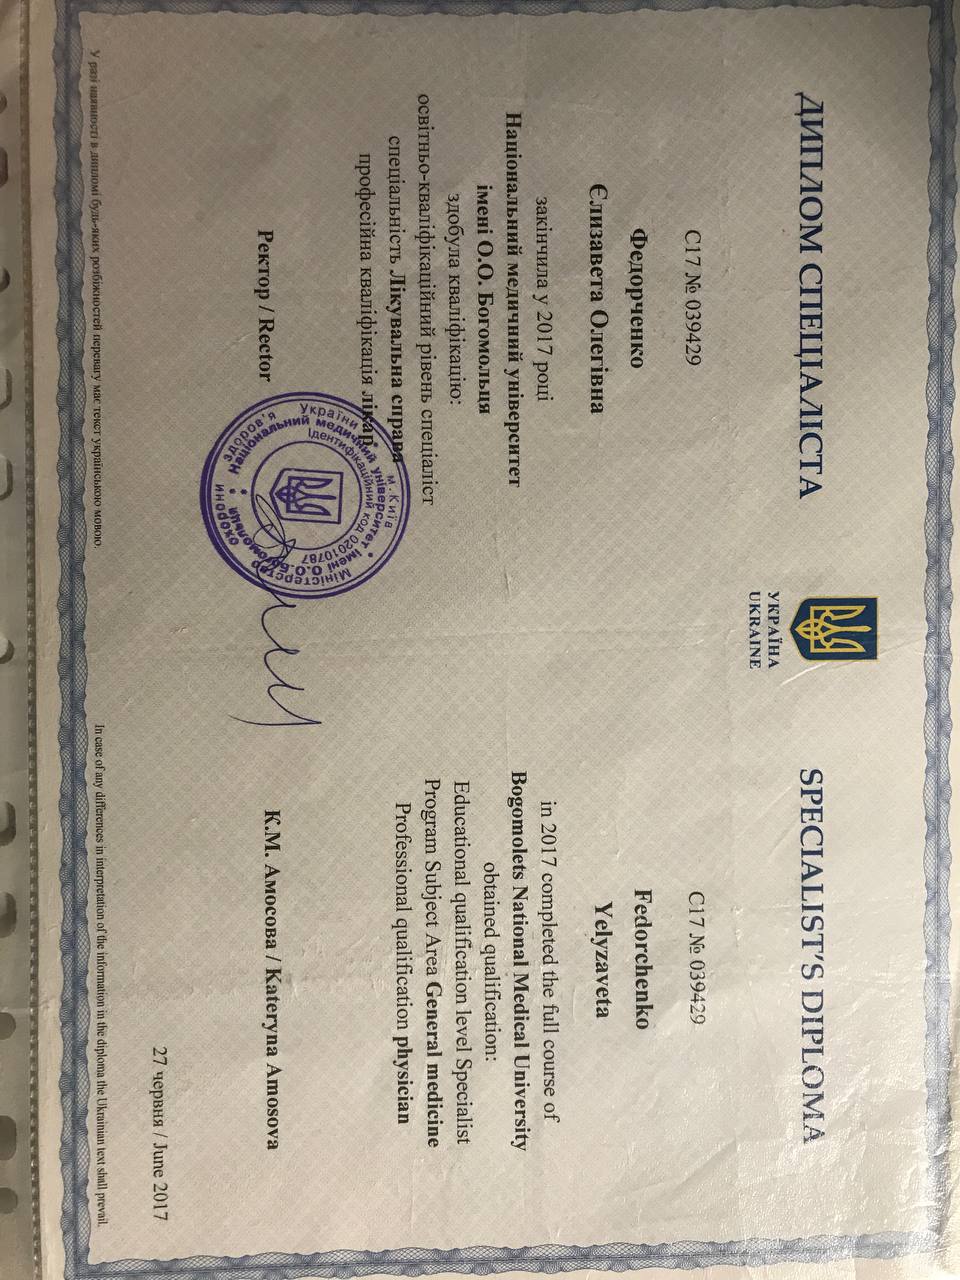 ДИПЛОМ СПЕЦІАЛІСТА
С17 № 039429
Федорченко
Єлизавета Олегівна
закінчила у 2017 році
Національний медичний університет
імені О.О. Богомольця
здобула кваліфікацію:
освітньо-кваліфікаційний рівень спеціаліст
спеціальність Лікувальна справа
професійна кваліфікація лікар
Ректор / Rector
УКРАЇНА
UKRAINE
SPECIALIST'S DIPLOMA
C17 № 039429
Fedorchenko
Yelyzaveta
in 2017 completed the full course of
Bogomolets National Medical University
obtained qualification:
Educational qualification level Specialist
Program Subject Area General medicine
Professional qualification physician
К.М. Амосова / Kateryna Amosova
27 червня / June 2017
Міністерство охорони здоров'я України • м. Київ
Національний медичний університет імені О.О. Богомольця
Ідентифікаційний код 02010787
У разі наявності в дипломі будь-яких розбіжностей перевагу має текст українською мовою.
In case of any differences in interpretation of the information in the diploma the Ukrainian text shall prevail.